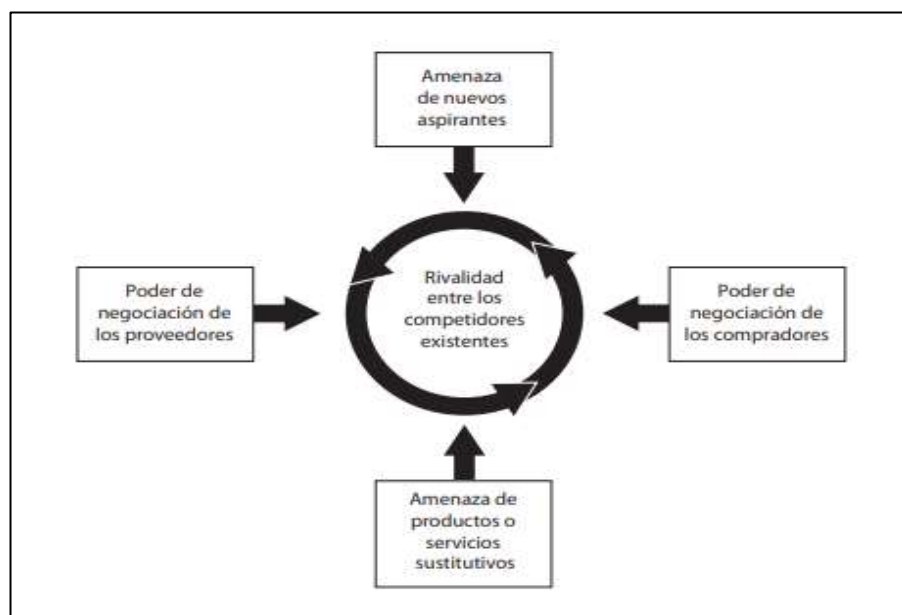 Amenaza
de nuevos
aspirantes
Poder de
negociación de
los proveedores
Rivalidad
entre los
competidores
existentes
Poder de
negociación de
los compradores
Amenaza de
productos o
servicios
sustitutivos